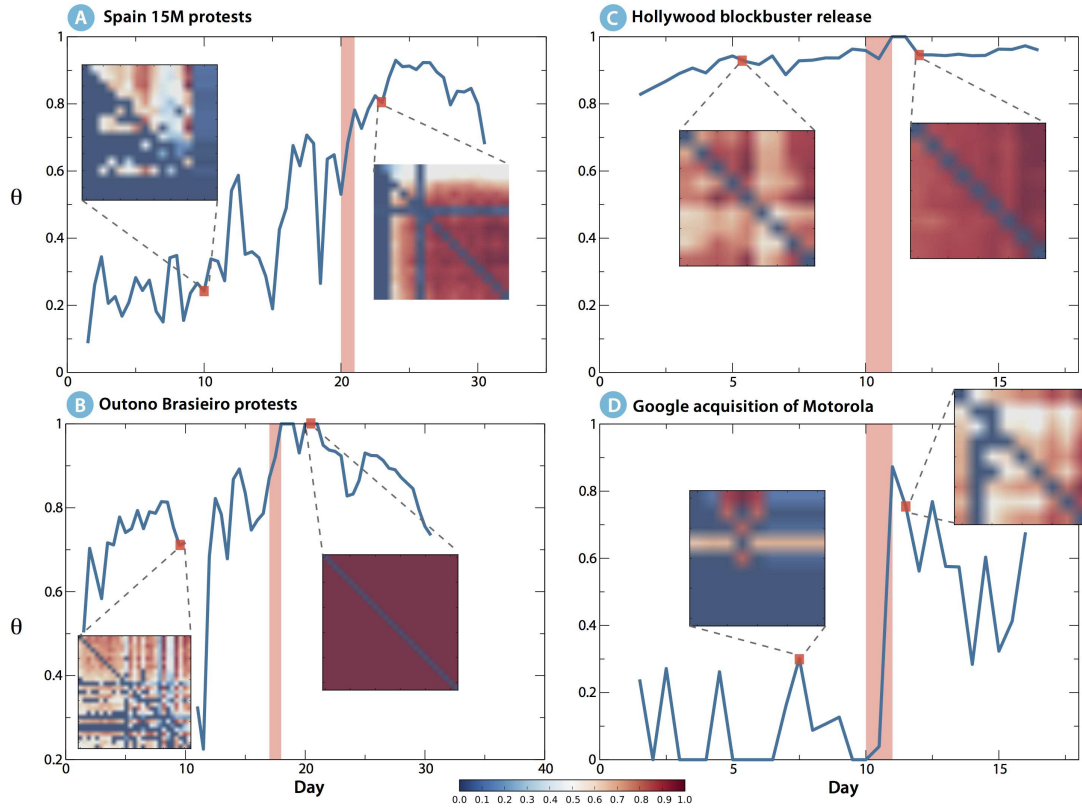 A Spain 15M protests
1
0.8
0.6
0.4
0.2
0
θ
0 10 20 30
C Hollywood blockbuster release
1
0.8
0.6
0.4
0.2
0
0 5 10 15
B Outono Brasieiro protests
1
0.8
0.6
0.4
0.2
θ
0 10 20 30 40
Day
D Google acquisition of Motorola
1
0.8
0.6
0.4
0.2
0
0 5 10 15
Day
0.0 0.1 0.2 0.3 0.4 0.5 0.6 0.7 0.8 0.9 1.0